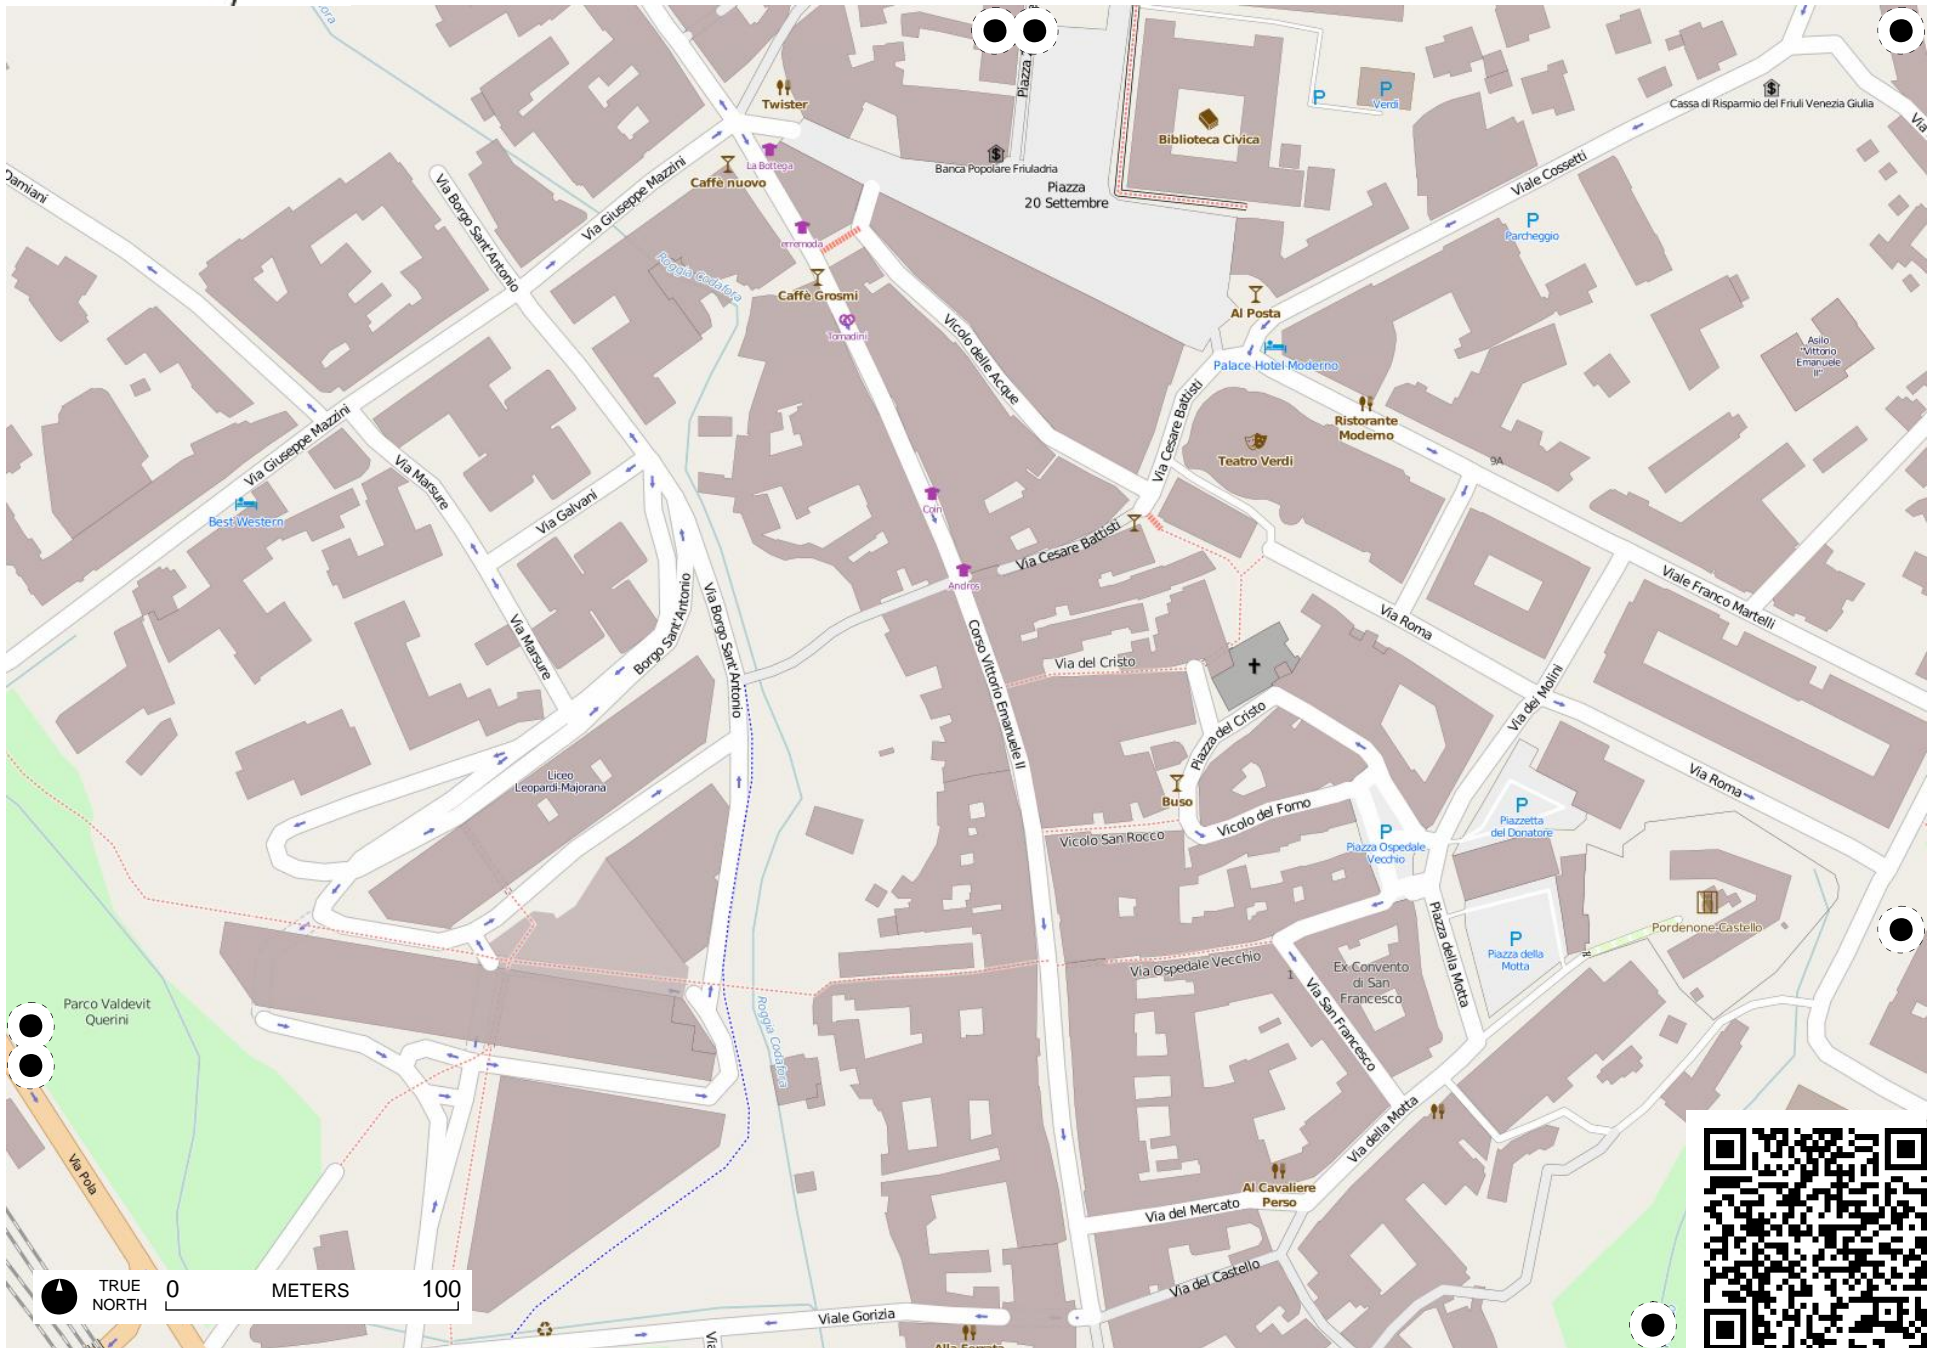 Twister
La Bottega
Caffè nuovo
Via Giuseppe Mazzini
Via Borgo Sant'Antonio
Damiani
Banca Popolare Friuladria
Piazza
Piazza
20 Settembre
Biblioteca Civica
P
P
Verdi
Cassa di Risparmio del Friuli Venezia Giulia
Via
Viale Cossetti
P
Parcheggio
erremoda
Roggia Codafora
Caffè Grosmi
Tomadini
Vicolo delle Acque
Al Posta
Palace Hotel Moderno
Asilo
"Vittorio
Emanuele
II"
Via Cesare Battisti
Ristorante
Moderno
Teatro Verdi
9A
Via Giuseppe Mazzini
Best Western
Via Marsure
Via Galvani
Coin
Via Cesare Battisti
Andros
Viale Franco Martelli
Via Roma
Via Marsure
Borgo Sant'Antonio
Via Borgo Sant'Antonio
Corso Vittorio Emanuele II
Via del Cristo
Piazza del Cristo
Via dei Molini
Via Roma
Liceo
Leopardi-Majorana
Buso
Vicolo del Forno
Vicolo San Rocco
P
Piazza Ospedale
Vecchio
P
Piazzetta
del Donatore
Piazza della Motta
P
Piazza della
Motta
Pordenone-Castello
Via Ospedale Vecchio
1
Ex Convento
di San
Francesco
Via San Francesco
Parco Valdevit
Querini
Roggia Codafora
Via Pola
Via della Motta
Al Cavaliere
Perso
Via del Mercato
Via del Castello
TRUE
NORTH
0 METERS 100
Viale Gorizia